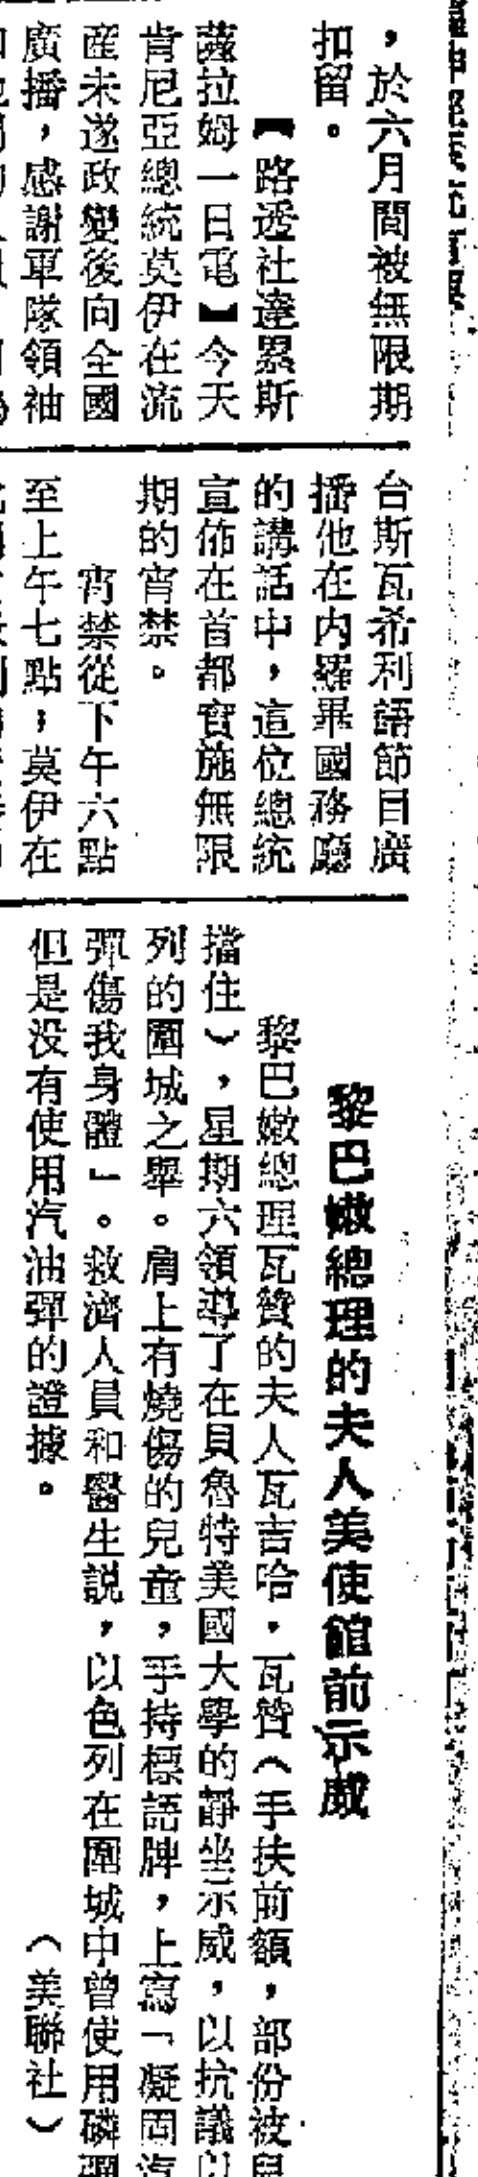 ，於六月間被無限期
扣留。
【路透社達累斯
薩拉姆一日電】今天
肯尼亞總統莫伊在流
產未遂政變後向全國
廣播，感謝軍隊領袖
台斯瓦希利語節目廣
播他在內羅畢國務廳
的講話中，這位總統
宣佈在首都實施無限
期的宵禁。
宵禁從下午六點
至上午七點，莫伊在
黎巴嫩總理的夫人美使館前示威
黎巴嫩總理瓦贊的夫人瓦吉哈·瓦贊（手扶前額，部份被兒
擋住），星期六領導了在貝魯特美國大學的靜坐示威，以抗議以
列的圍城之舉。肩上有燒傷的兒童，手持標語牌，上寫「凝固汽
彈傷我身體」。救濟人員和醫生説，以色列在圍城中曾使用磷彈
但是没有使用汽油彈的證據。
（美聯社）